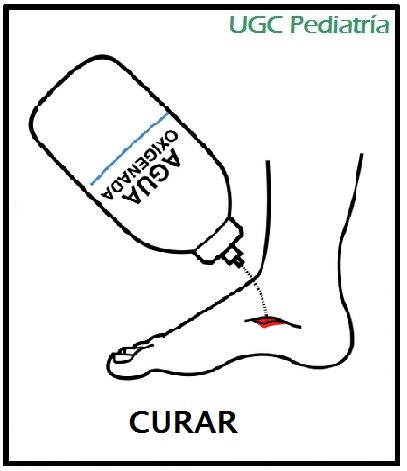 UGC Pediatría
AGUA
OXIGENADA
CURAR